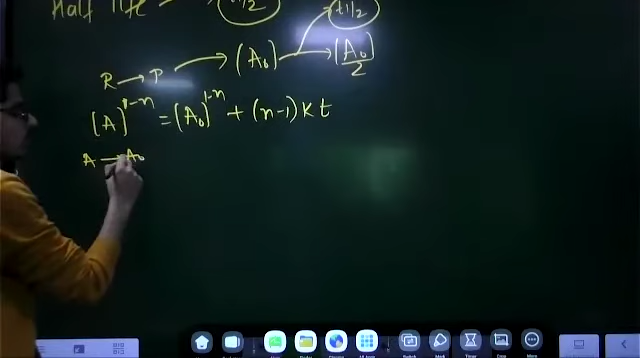 Half life → t1/2
t1/2
R → P → [A₀] → [A₀]/2
[A]^1-n = (A₀)^1-n + (n-1) K t
A → A₀